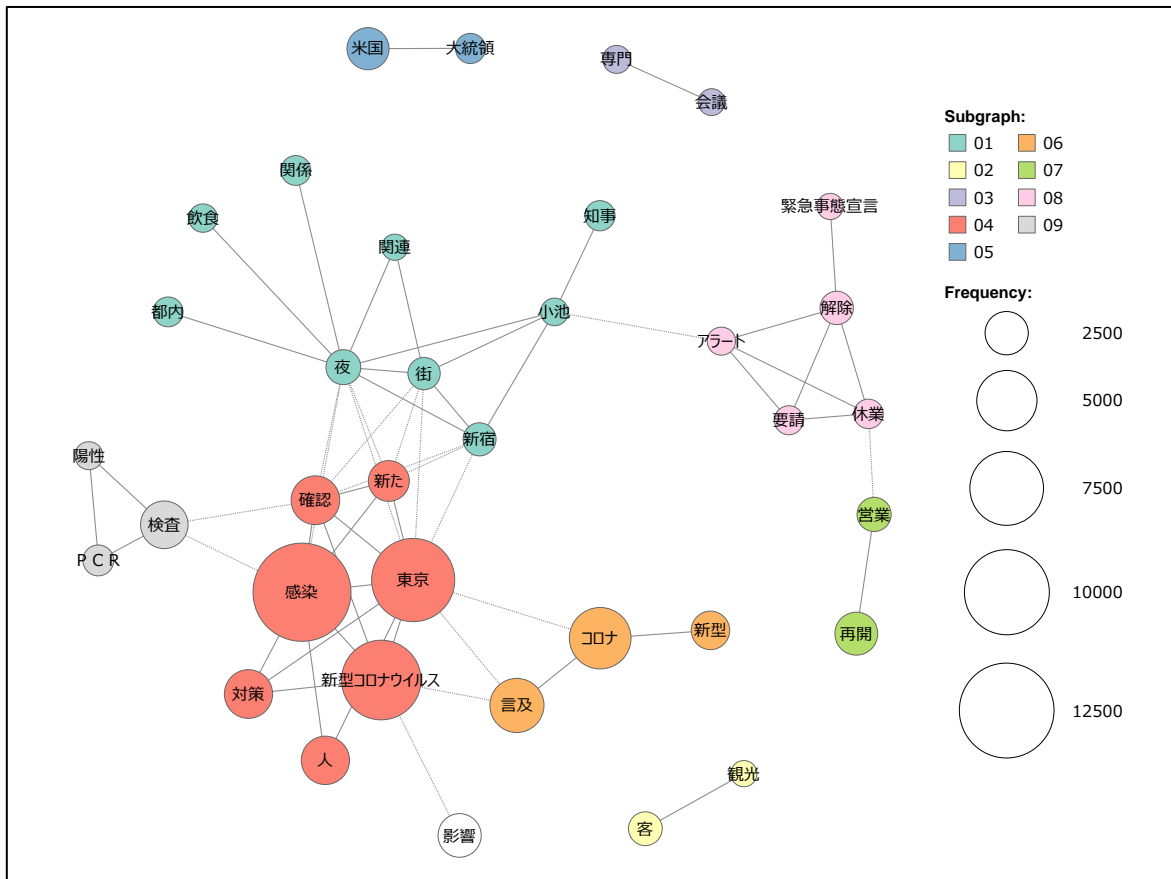 米国
大統領
専門
会議
Subgraph:
01
06
02
07
03
08
04
09
05
Frequency:
2500
5000
7500
10000
12500
関係
飲食
関連
知事
都内
小池
緊急事態宣言
解除
アラート
夜
街
要請
休業
新宿
陽性
確認
新た
検査
営業
ＰＣＲ
感染
東京
コロナ
新型
再開
対策
新型コロナウイルス
言及
人
観光
影響
客